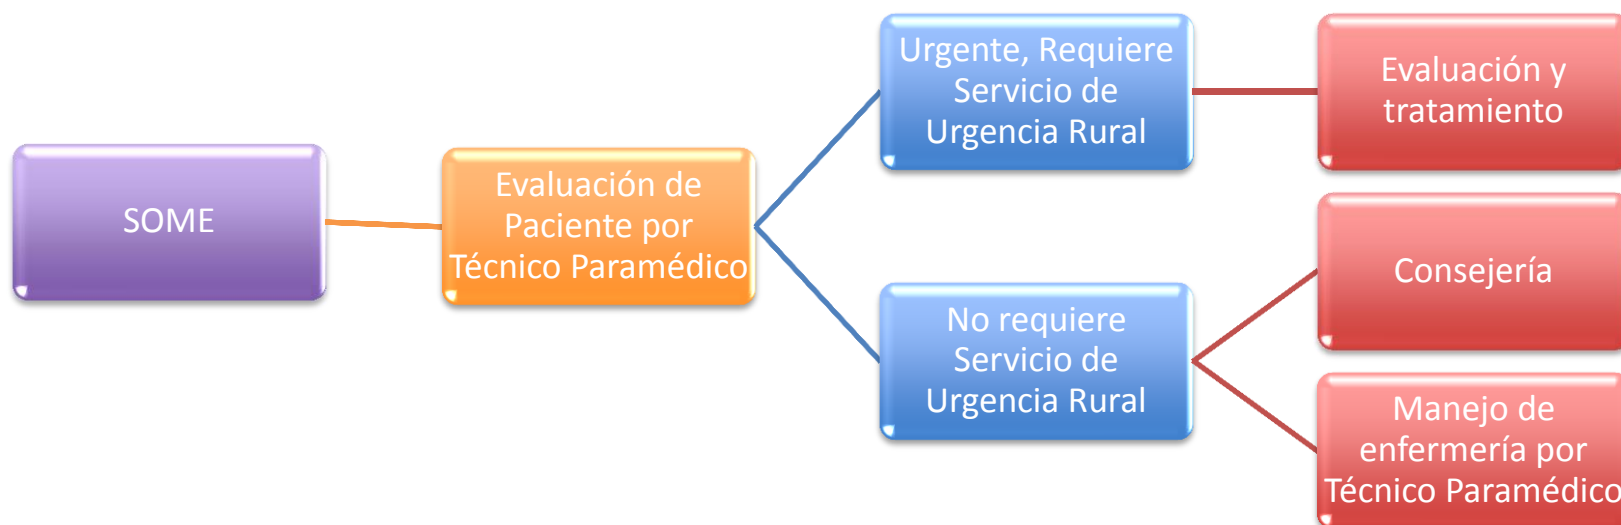 SOME
Evaluación de
Paciente por
Técnico Paramédico
Urgente, Requiere
Servicio de
Urgencia Rural
No requiere
Servicio de
Urgencia Rural
Evaluación y
tratamiento
Consejería
Manejo de
enfermería por
Técnico Paramédico